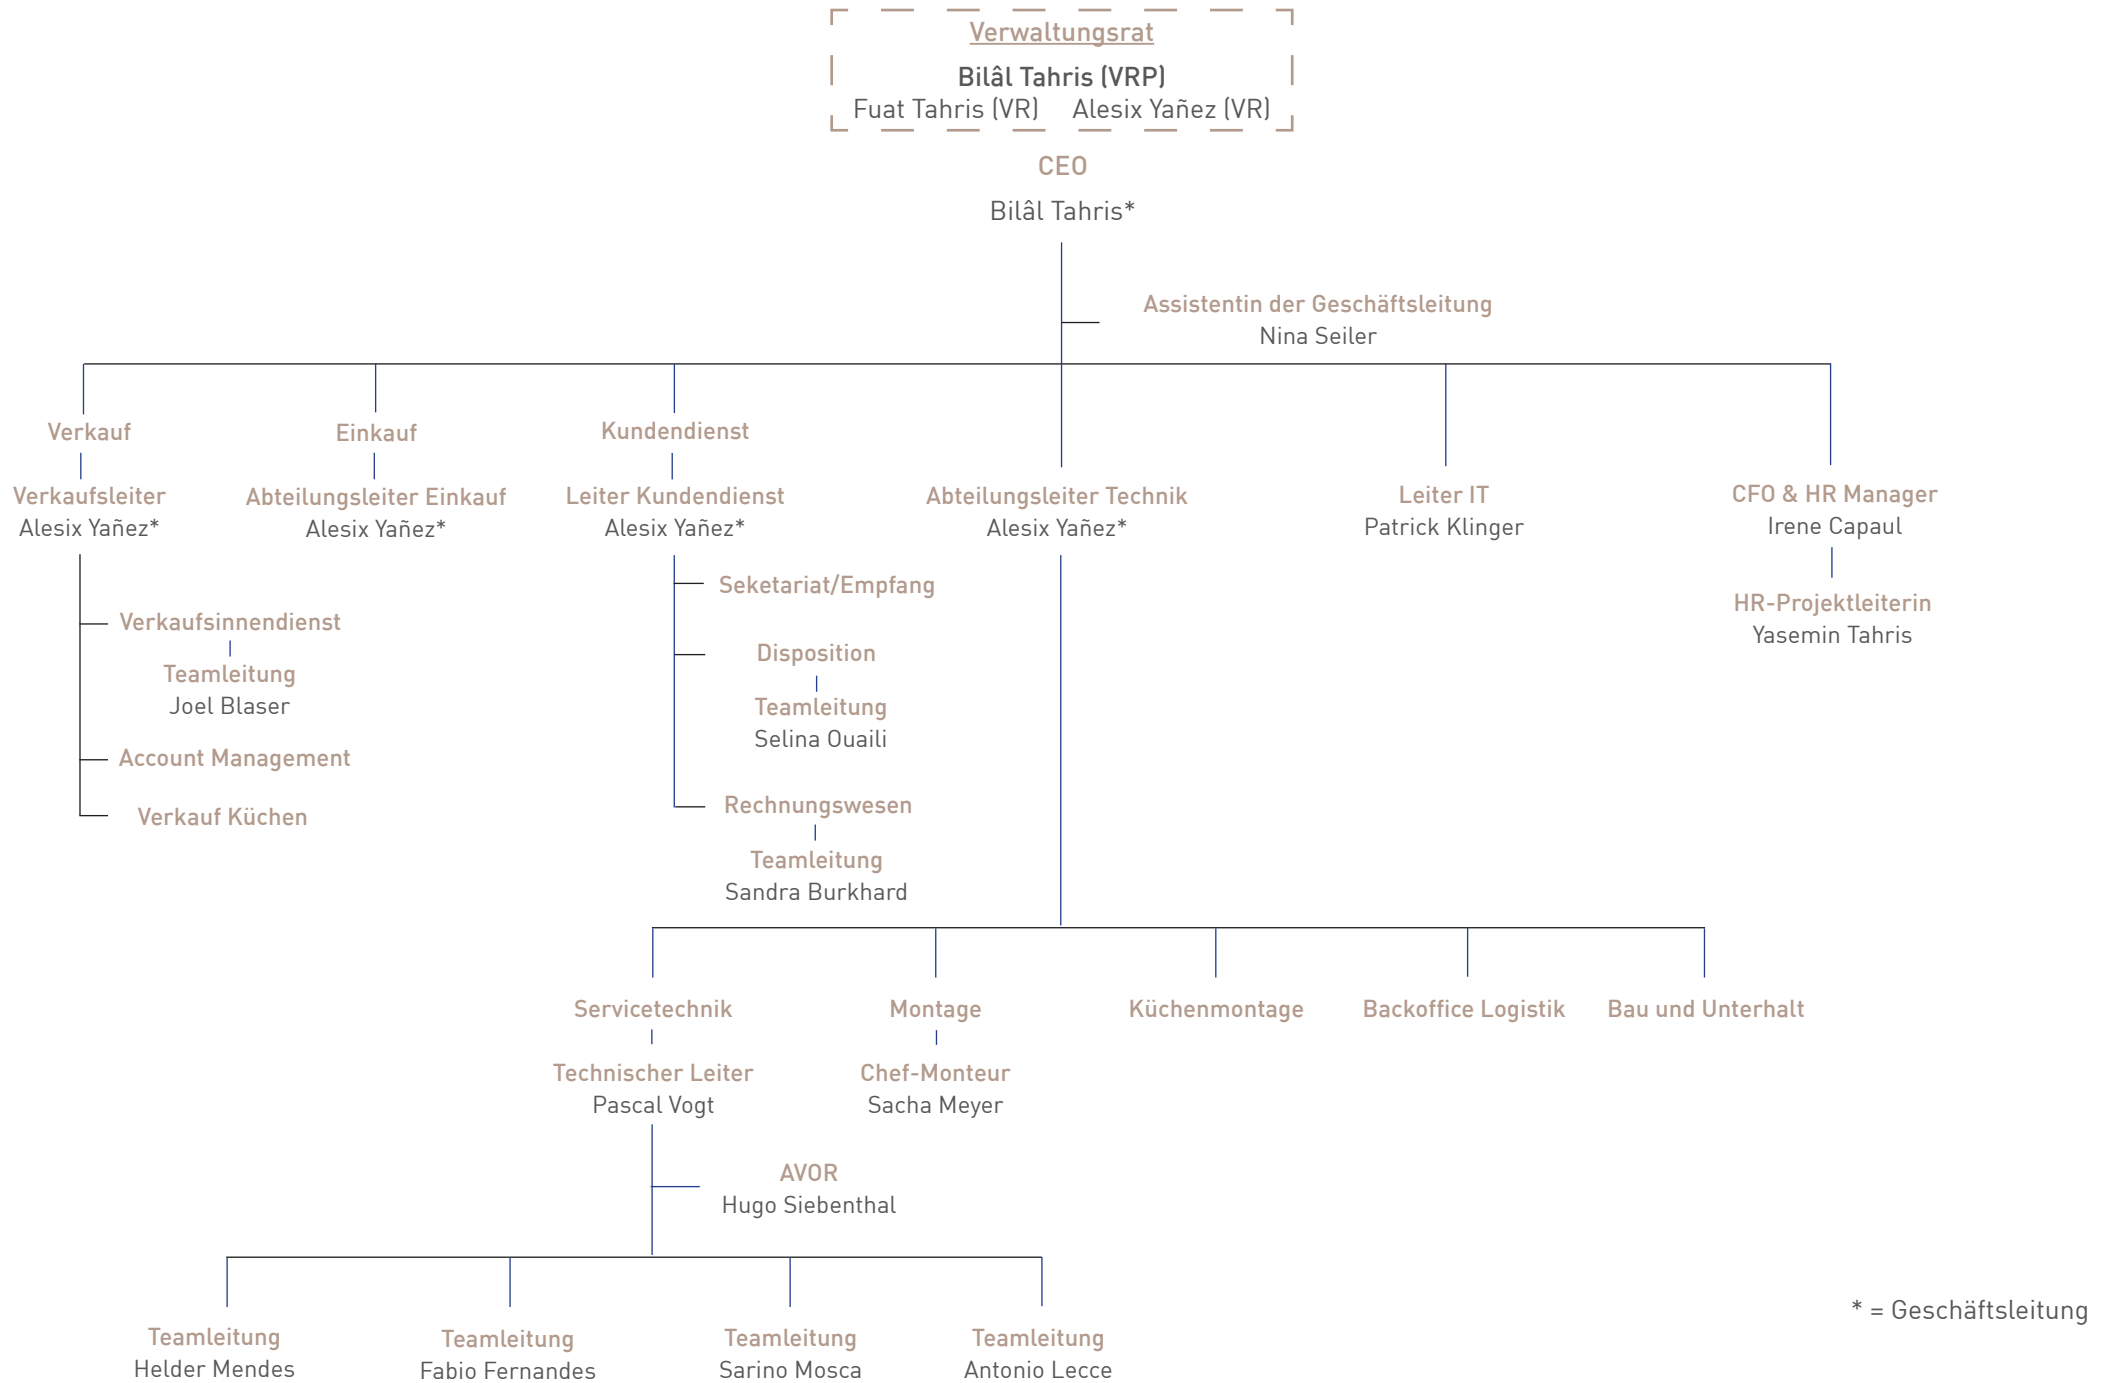 Verwaltungsrat
Bilâl Tahris (VRP)
Fuat Tahris (VR) Alesix Yañez (VR)
CEO
Bilâl Tahris*
Assistentin der Geschäftsleitung
Nina Seiler
Verkauf
Verkaufsleiter
Alesix Yañez*
Verkaufsinnendienst
Teamleitung
Joel Blaser
Account Management
Verkauf Küchen
Einkauf
Abteilungsleiter Einkauf
Alesix Yañez*
Kundendienst
Leiter Kundendienst
Alesix Yañez*
Seketariat/Empfang
Disposition
Teamleitung
Selina Ouaili
Rechnungswesen
Teamleitung
Sandra Burkhard
Abteilungsleiter Technik
Alesix Yañez*
Leiter IT
Patrick Klinger
CFO & HR Manager
Irene Capaul
HR-Projektleiterin
Yasemin Tahris
Servicetechnik
Technischer Leiter
Pascal Vogt
Montage
Chef-Monteur
Sacha Meyer
Küchenmontage
Backoffice Logistik
Bau und Unterhalt
AVOR
Hugo Siebenthal
Teamleitung
Helder Mendes
Teamleitung
Fabio Fernandes
Teamleitung
Sarino Mosca
Teamleitung
Antonio Lecce
* = Geschäftsleitung